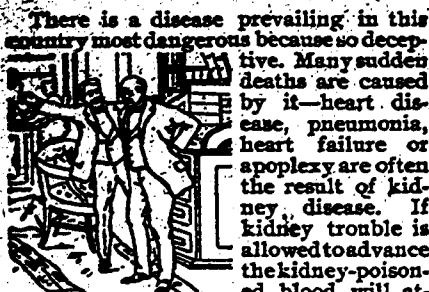 There is a disease prevailing in this
country most dangerous because so decep-
tive. Many sudden
deaths are caused
by it—heart dis-
ease, pneumonia,
heart failure or
apoplexy are often
the result of kid-
ney disease. If
kidney trouble is
allowed to advance
the kidney-poison-
ed blood will at-